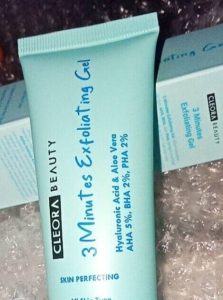 CLEORA BEAUTY
3 Minutes Exfoliating Gel
Hyaluronic Acid & Aloe Vera
AHA 5%, BHA 2%, PHA 2%
SKIN PERFECTING
CLEORA BEAUTY
3 Minutes
Exfoliating Gel